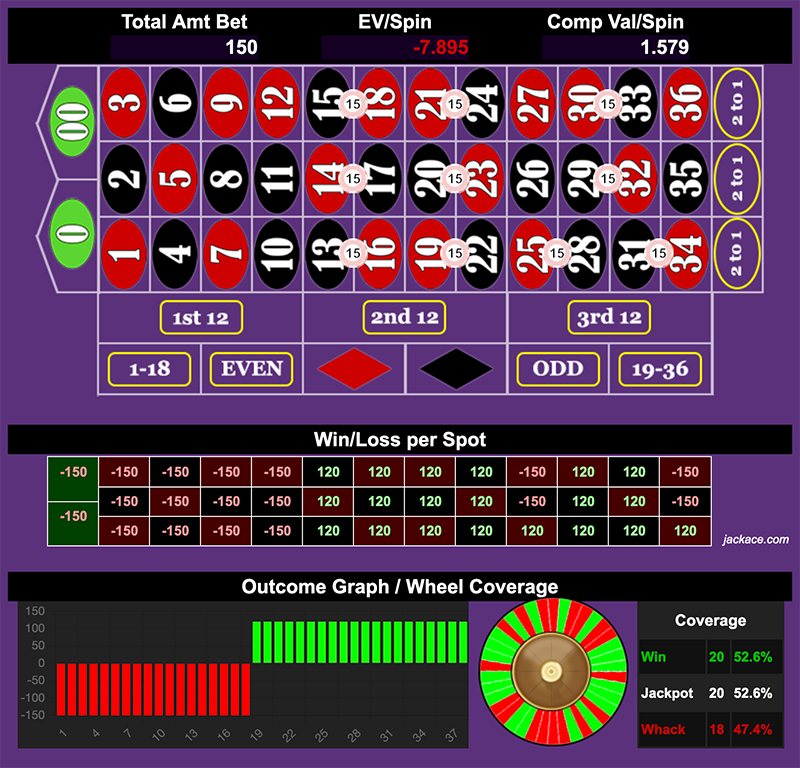 Total Amt Bet EV/Spin Comp Val/Spin
150 -7.895 1.579
00 3 6 9 12 15 15 18 21 15 24 27 30 15 33 36 2 to 1
2 5 8 11 14 15 17 20 15 23 26 29 15 32 35 2 to 1
0 1 4 7 10 13 15 16 19 15 22 25 15 28 31 15 34 2 to 1
1st 12 2nd 12 3rd 12
1-18 EVEN ODD 19-36
Win/Loss per Spot
-150 -150 -150 -150 -150 120 120 120 120 -150 120 120 -150
-150 -150 -150 -150 120 120 120 120 -150 120 120 -150
-150 -150 -150 -150 -150 120 120 120 120 120 120 120 120
jackace.com
Outcome Graph / Wheel Coverage
150
100
50
0
-50
-100
-150
1 4 7 10 13 16 19 22 25 28 31 34 37
Coverage
Win 20 52.6%
Jackpot 20 52.6%
Whack 18 47.4%